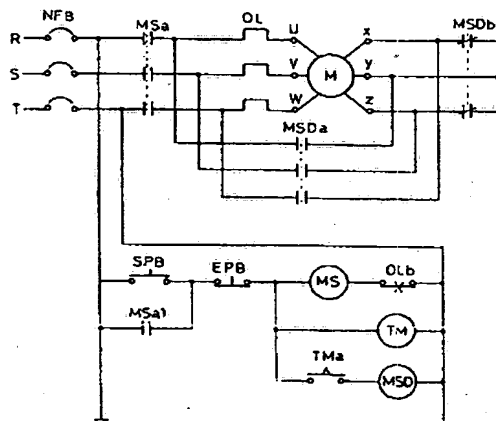 NFB MSa OL U x MSDb
R
S V M y
T W z
MSDa
SPB EPB MS OLb
MSa1 TM
TMa MSD